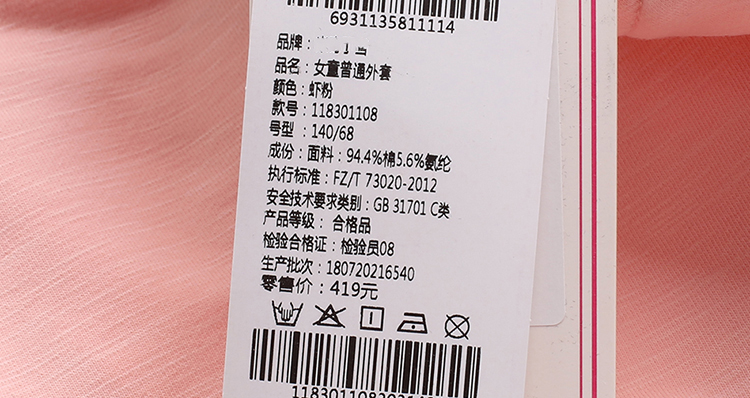 6931135811114
品牌：
品名：女童普通外套
颜色：虾粉
款号：118301108
号型：140/68
成份：面料：94.4%棉5.6%氨纶
执行标准：FZ/T 73020-2012
安全技术要求类别：GB 31701 C类
产品等级： 合格品
检验合格证：检验员08
生产批次：180720216540
零售价：419元